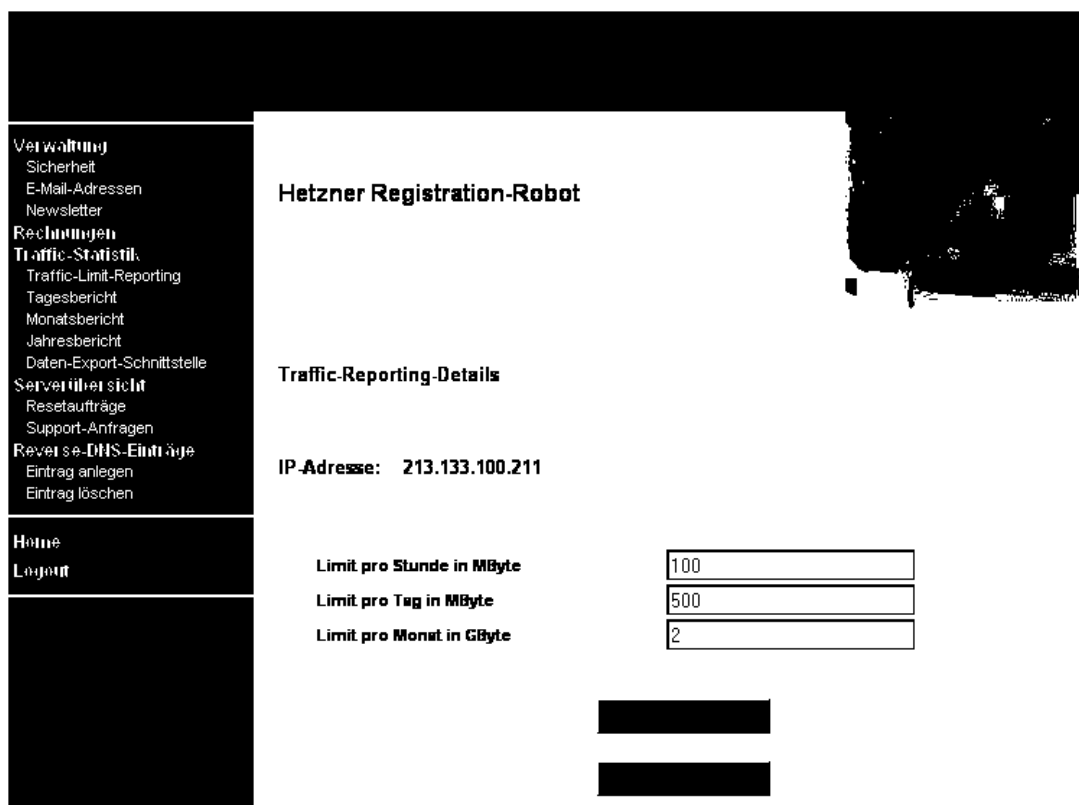 Verwaltung
Sicherheit
E-Mail-Adressen
Newsletter
Rechnungen
Traffic-Statistik
Traffic-Limit-Reporting
Tagesbericht
Monatsbericht
Jahresbericht
Daten-Export-Schnittstelle
Serverübersicht
Resetaufträge
Support-Anfragen
Reverse-DNS-Einträge
Eintrag anlegen
Eintrag löschen
Home
Logout
Hetzner Registration-Robot
Traffic-Reporting-Details
IP-Adresse: 213.133.100.211
Limit pro Stunde in MByte 100
Limit pro Tag in MByte 500
Limit pro Monat in GByte 2